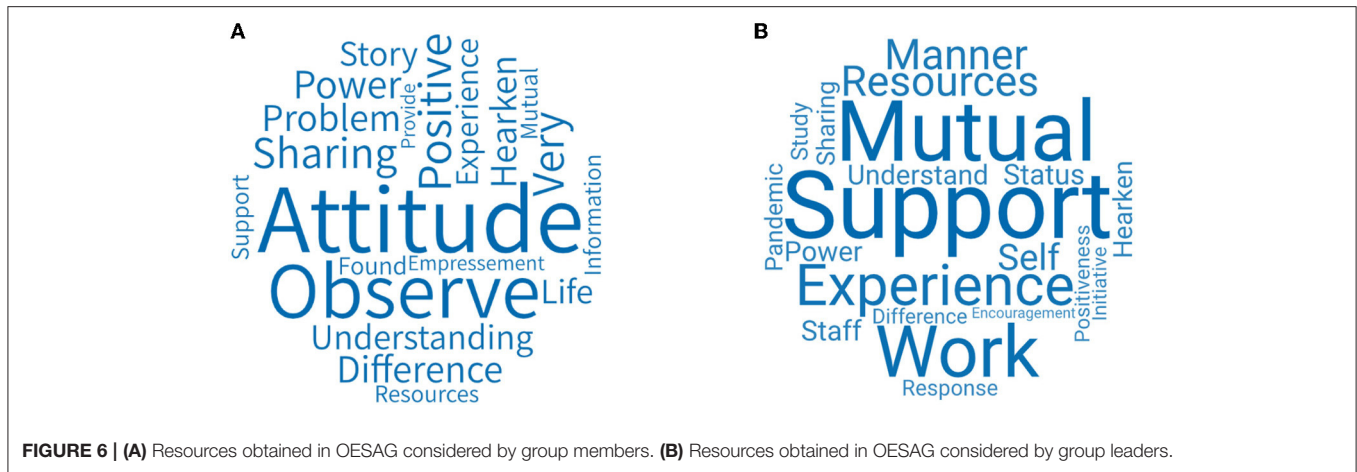 A
Story
Power
Problem
Sharing
Provide
Positive
Experience
Hearken
Mutual
Very
Support
Attitude
Information
Found Empressement
Observe Life
Understanding
Difference
Resources
B
Manner
Resources
Study
Sharing
Mutual
Understand Status
Pandemic
Support
Hearken
Power
Self
Experience
Positiveness
Initiative
Difference Encouragement
Staff
Work
Response
FIGURE 6 | (A) Resources obtained in OESAG considered by group members. (B) Resources obtained in OESAG considered by group leaders.